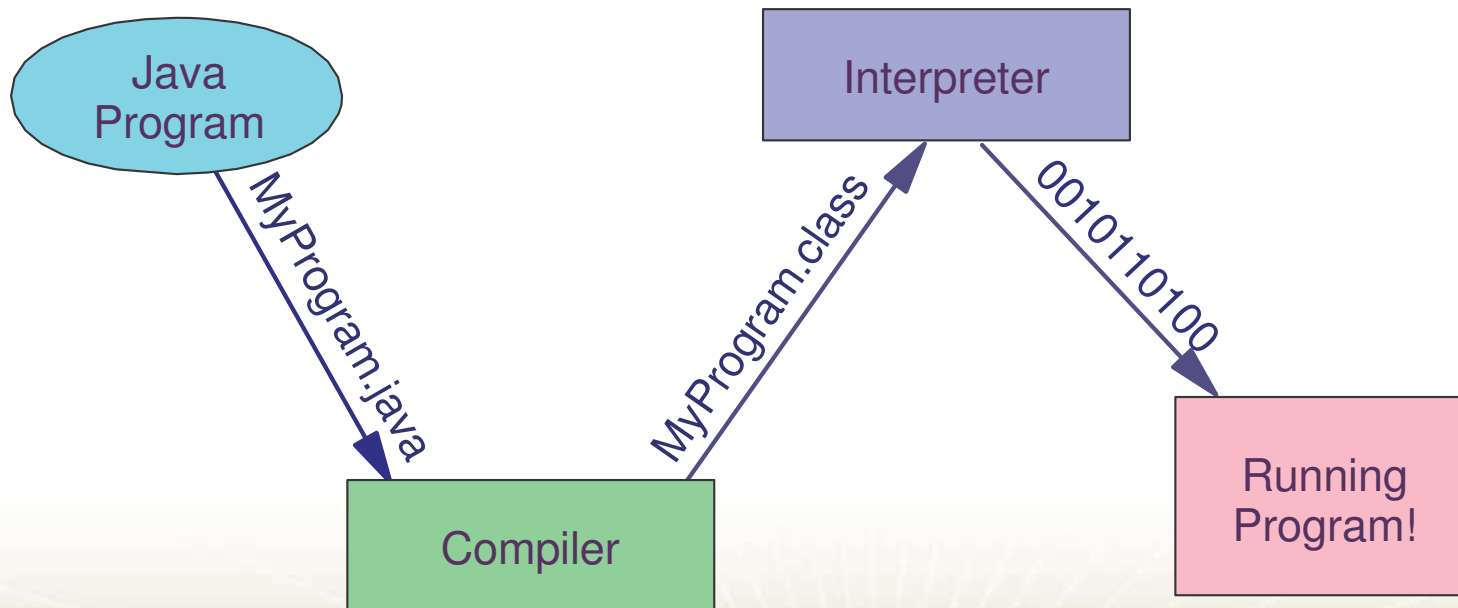 Java
Program
MyProgram.java
Compiler
MyProgram.class
Interpreter
0010110100
Running
Program!